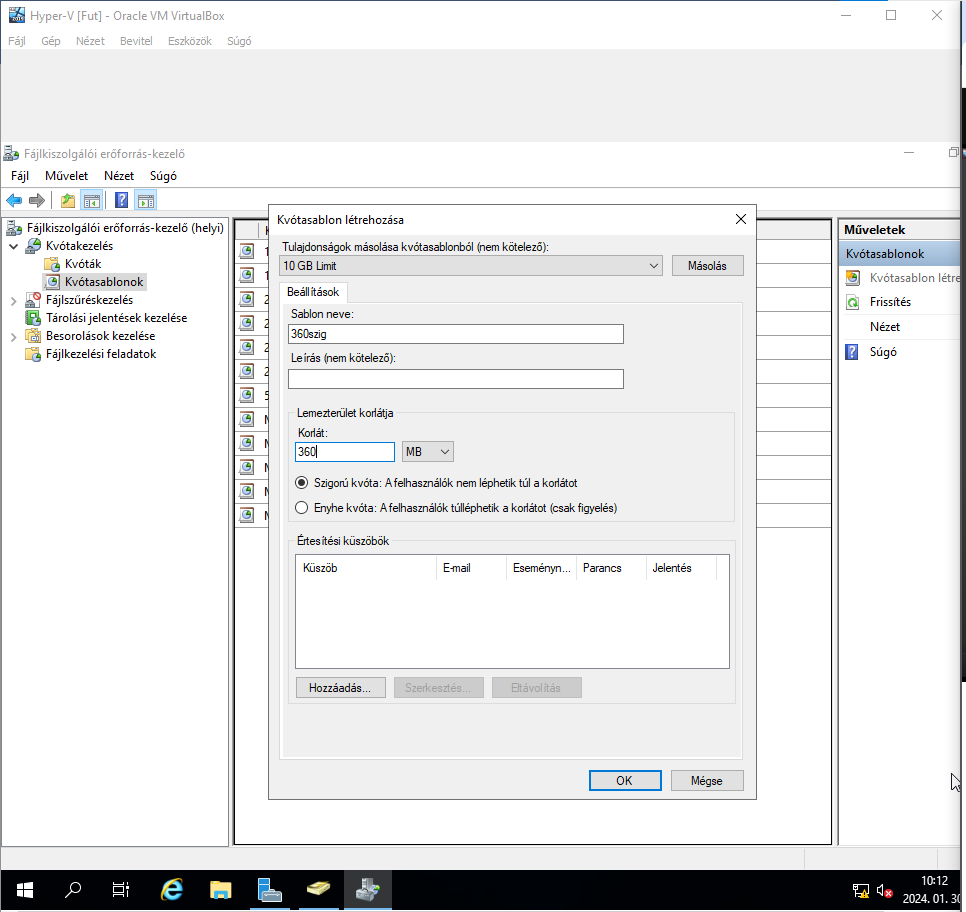 Hyper-V [Fut] - Oracle VM VirtualBox
Fájl Gép Nézet Bevitel Eszközök Súgó
Fájlkiszolgálói erőforrás-kezelő
Fájl Művelet Nézet Súgó
Fájlkiszolgálói erőforrás-kezelő (helyi)
Kvótakezelés
Kvóták
Kvótasablonok
Fájlszűréskezelés
Tárolási jelentések kezelése
Besorolások kezelése
Fájlkezelési feladatok
Kvótasablon létrehozása
Tulajdonságok másolása kvótasablonból (nem kötelező):
10 GB Limit
Másolás
Beállítások
Sablon neve:
360szig
Leírás (nem kötelező):
Lemezterület korlátja
Korlát:
360 MB
Szigorú kvóta: A felhasználók nem léphetik túl a korlátot
Enyhe kvóta: A felhasználók túlléphetik a korlátot (csak figyelés)
Értesítési küszöbök
Küszöb E-mail Eseményn... Parancs Jelentés
Hozzáadás... Szerkesztés... Eltávolítás
OK Mégse
Műveletek
Kvótasablonok
Kvótasablon létre
Frissítés
Nézet
Súgó
10:12
2024. 01. 30